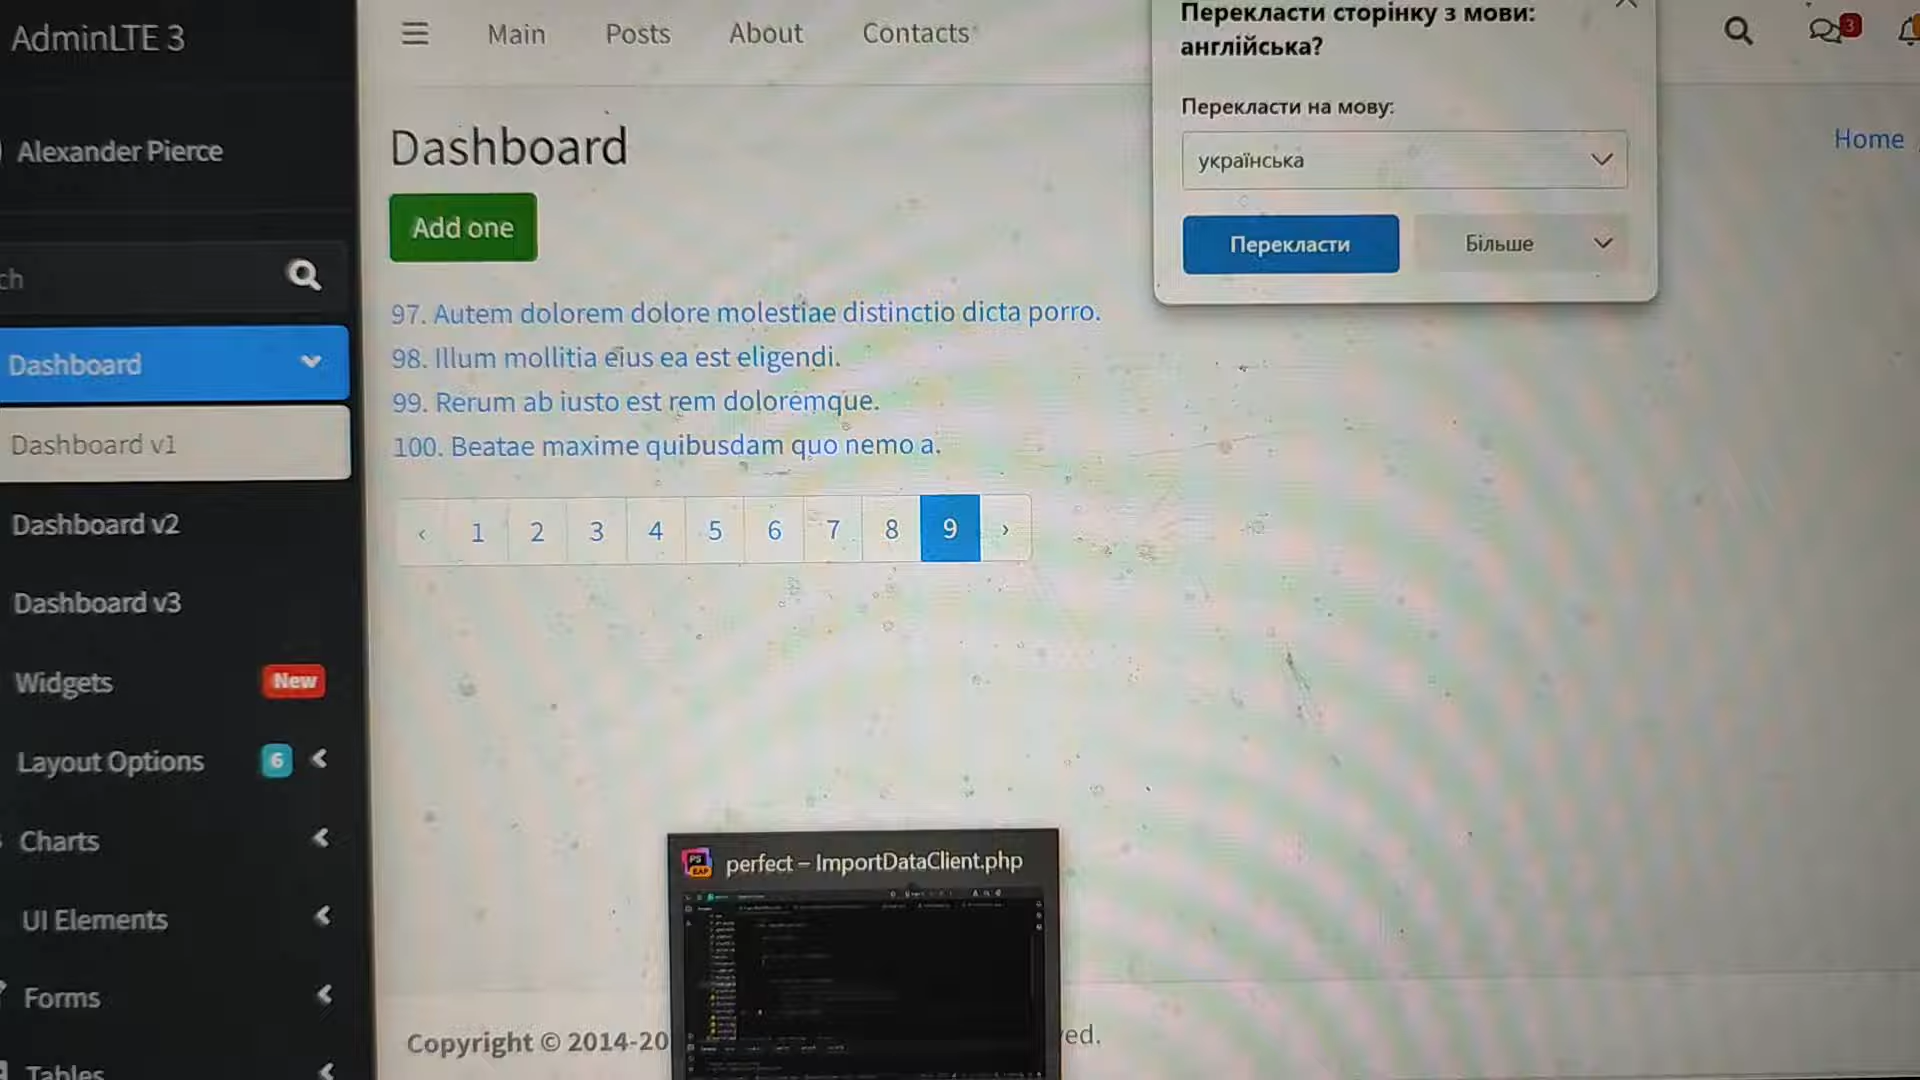 AdminLTE 3
Main
Posts
About
Contacts
Перекласти сторінку з мови:
англійська?
3
Перекласти на мову:
українська
Перекласти
Більше
Home
Alexander Pierce
Dashboard
Add one
ch
97. Autem dolorem dolore molestiae distinctio dicta porro.
98. Illum mollitia eius ea est eligendi.
99. Rerum ab iusto est rem doloremque.
100. Beatae maxime quibusdam quo nemo a.
‹ 1 2 3 4 5 6 7 8 9 ›
Dashboard
Dashboard v1
Dashboard v2
Dashboard v3
Widgets
New
Layout Options
6
Charts
UI Elements
Forms
Tables
PS
EAP
perfect – ImportDataClient.php
Copyright © 2014-20
ed.